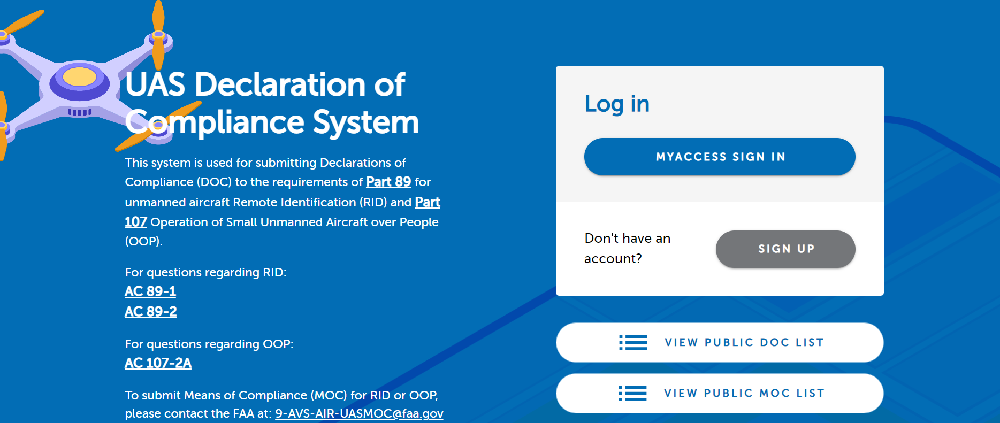 UAS Declaration of
Compliance System
This system is used for submitting Declarations of
Compliance (DOC) to the requirements of Part 89 for
unmanned aircraft Remote Identification (RID) and Part
107 Operation of Small Unmanned Aircraft over People
(OOP).
For questions regarding RID:
AC 89-1
AC 89-2
For questions regarding OOP:
AC 107-2A
To submit Means of Compliance (MOC) for RID or OOP,
please contact the FAA at: 9-AVS-AIR-UASMOC@faa.gov
Log in
MYACCESS SIGN IN
Don't have an
account?
SIGN UP
VIEW PUBLIC DOC LIST
VIEW PUBLIC MOC LIST